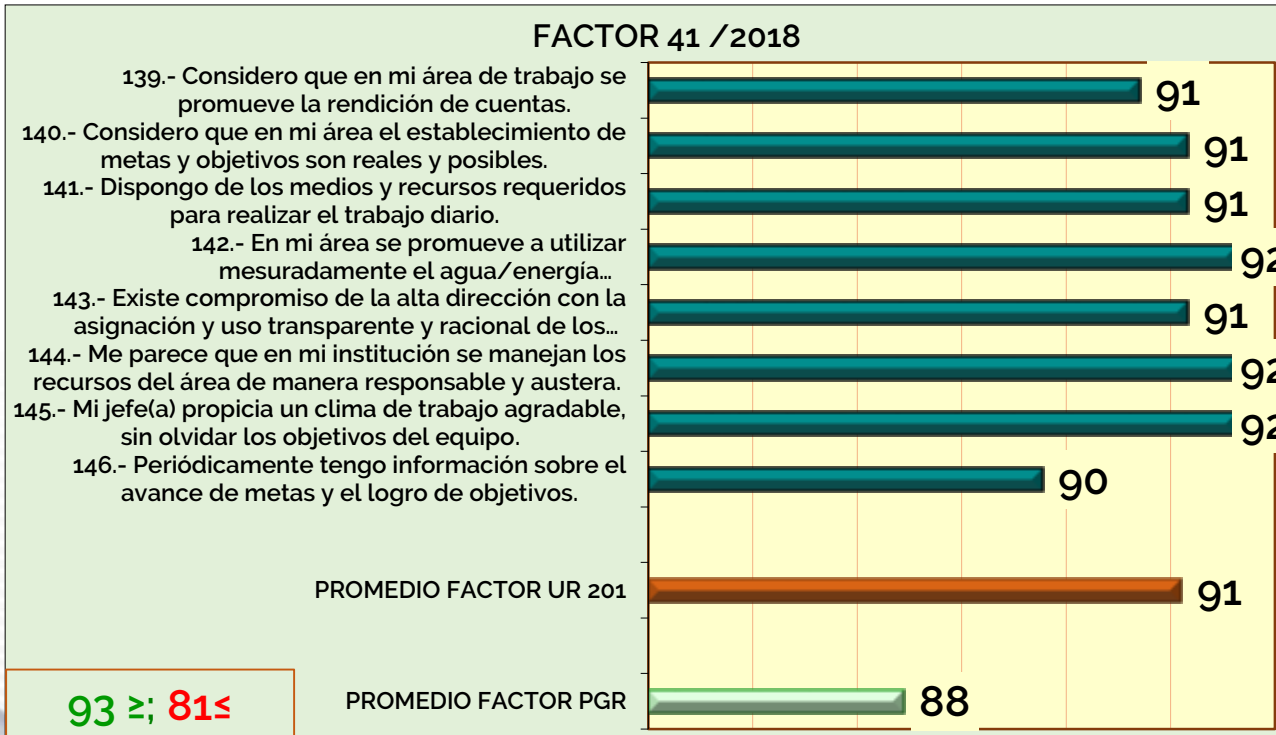 FACTOR 41 /2018
139.- Considero que en mi área de trabajo se
promueve la rendición de cuentas.
91
140.- Considero que en mi área el establecimiento de
metas y objetivos son reales y posibles.
91
141.- Dispongo de los medios y recursos requeridos
para realizar el trabajo diario.
91
142.- En mi área se promueve a utilizar
mesuradamente el agua/energía...
92
143.- Existe compromiso de la alta dirección con la
asignación y uso transparente y racional de los...
91
144.- Me parece que en mi institución se manejan los
recursos del área de manera responsable y austera.
92
145.- Mi jefe(a) propicia un clima de trabajo agradable,
sin olvidar los objetivos del equipo.
92
146.- Periódicamente tengo información sobre el
avance de metas y el logro de objetivos.
90
PROMEDIO FACTOR UR 201
91
PROMEDIO FACTOR PGR
88
93 ≥; 81≤